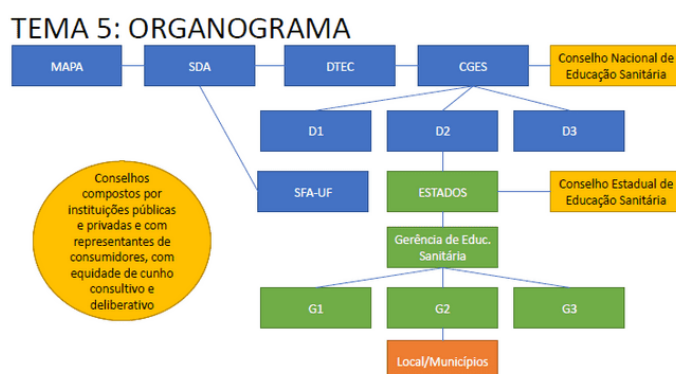 TEMA 5: ORGANOGRAMA
MAPA
SDA
DTEC
CGES
Conselho Nacional de
Educação Sanitária
D1
D2
D3
Conselhos
compostos por
instituições públicas
e privadas e com
representantes de
consumidores, com
equidade de cunho
consultivo e
deliberativo
SFA-UF
ESTADOS
Conselho Estadual de
Educação Sanitária
Gerência de Educ.
Sanitária
G1
G2
G3
Local/Municípios